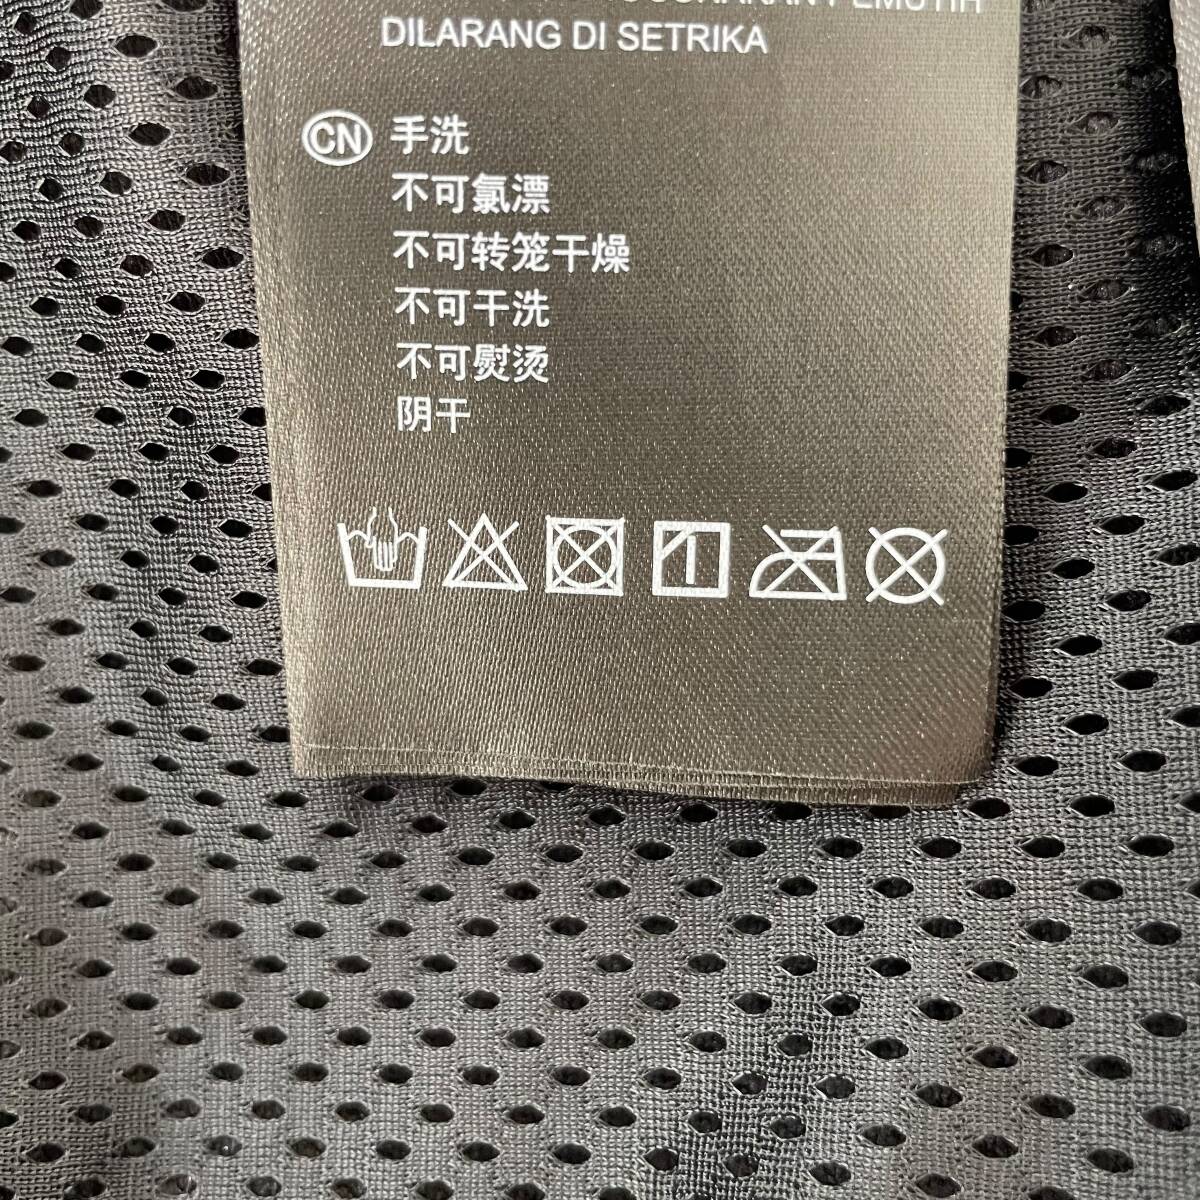 PEMUTIH
DILARANG DI SETRIKA
CN 手洗
不可氯漂
不可转笼干燥
不可干洗
不可熨烫
阴干